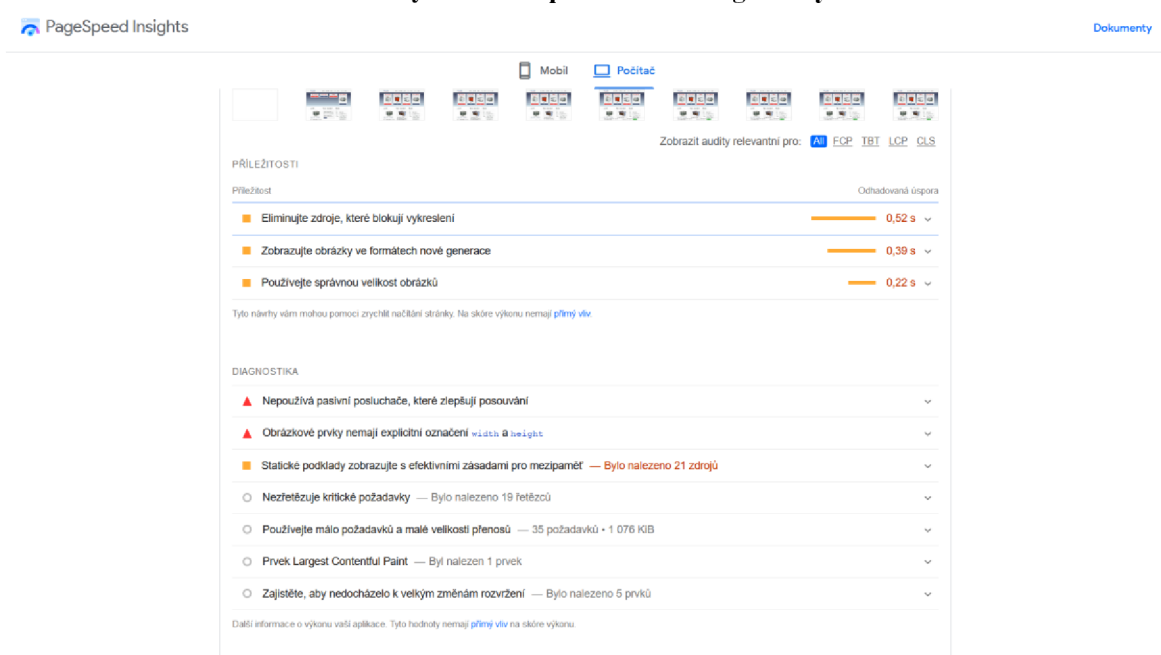 PageSpeed Insights
Dokumenty
Mobil
Počítač
Zobrazit audity relevantní pro: All FCP TBT LCP CLS
PŘÍLEŽITOSTI
Příležitost Odhadovaná úspora
Eliminujte zdroje, které blokují vykreslení 0,52 s
Zobrazujte obrázky ve formátech nové generace 0,39 s
Používejte správnou velikost obrázků 0,22 s
Tyto návrhy vám mohou pomoci zrychlit načítání stránky. Na skóre výkonu nemají přímý vliv.
DIAGNOSTIKA
Nepoužívá pasivní posluchače, které zlepšují posouvání
Obrázkové prvky nemají explicitní označení width a height
Statické podklady zobrazujte s efektivními zásadami pro mezipaměť — Bylo nalezeno 21 zdrojů
Nezřetězuje kritické požadavky — Bylo nalezeno 19 řetězců
Používejte málo požadavků a malé velikosti přenosů — 35 požadavků • 1 076 KiB
Prvek Largest Contentful Paint — Byl nalezen 1 prvek
Zajistěte, aby nedocházelo k velkým změnám rozvržení — Bylo nalezeno 5 prvků
Další informace o výkonu vaší aplikace. Tyto hodnoty nemají přímý vliv na skóre výkonu